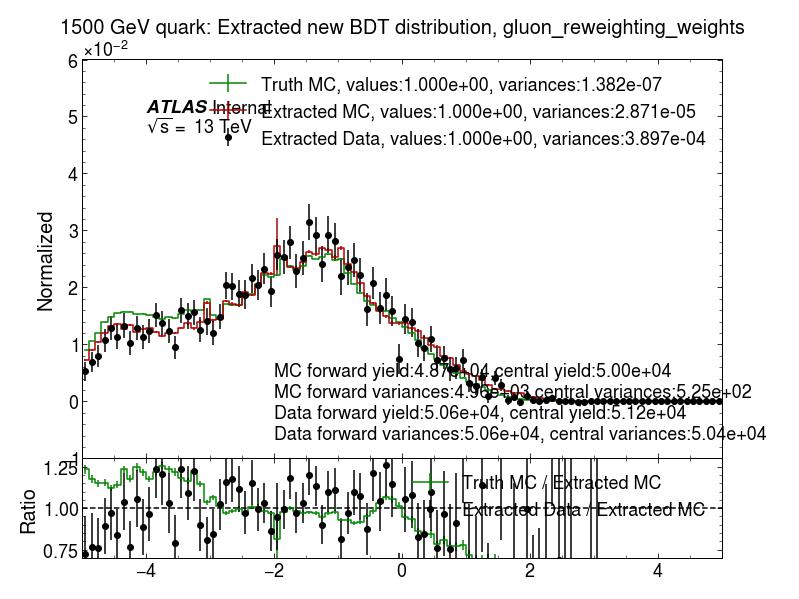 1500 GeV quark: Extracted new BDT distribution, gluon_reweighting_weights
×10⁻²
6
5
4
3
2
1
0
1
Normalized
Truth MC, values:1.000e+00, variances:1.382e-07
ATLAS Internal
Extracted MC, values:1.000e+00, variances:2.871e-05
√s = 13 TeV
Extracted Data, values:1.000e+00, variances:3.897e-04
MC forward yield:4.87e+04 central yield:5.00e+04
MC forward variances:4.96e+03 central variances:5.25e+02
Data forward yield:5.06e+04, central yield:5.12e+04
Data forward variances:5.06e+04, central variances:5.04e+04
1.25
1.00
0.75
Ratio
Truth MC / Extracted MC
Extracted Data / Extracted MC
−4 −2 0 2 4